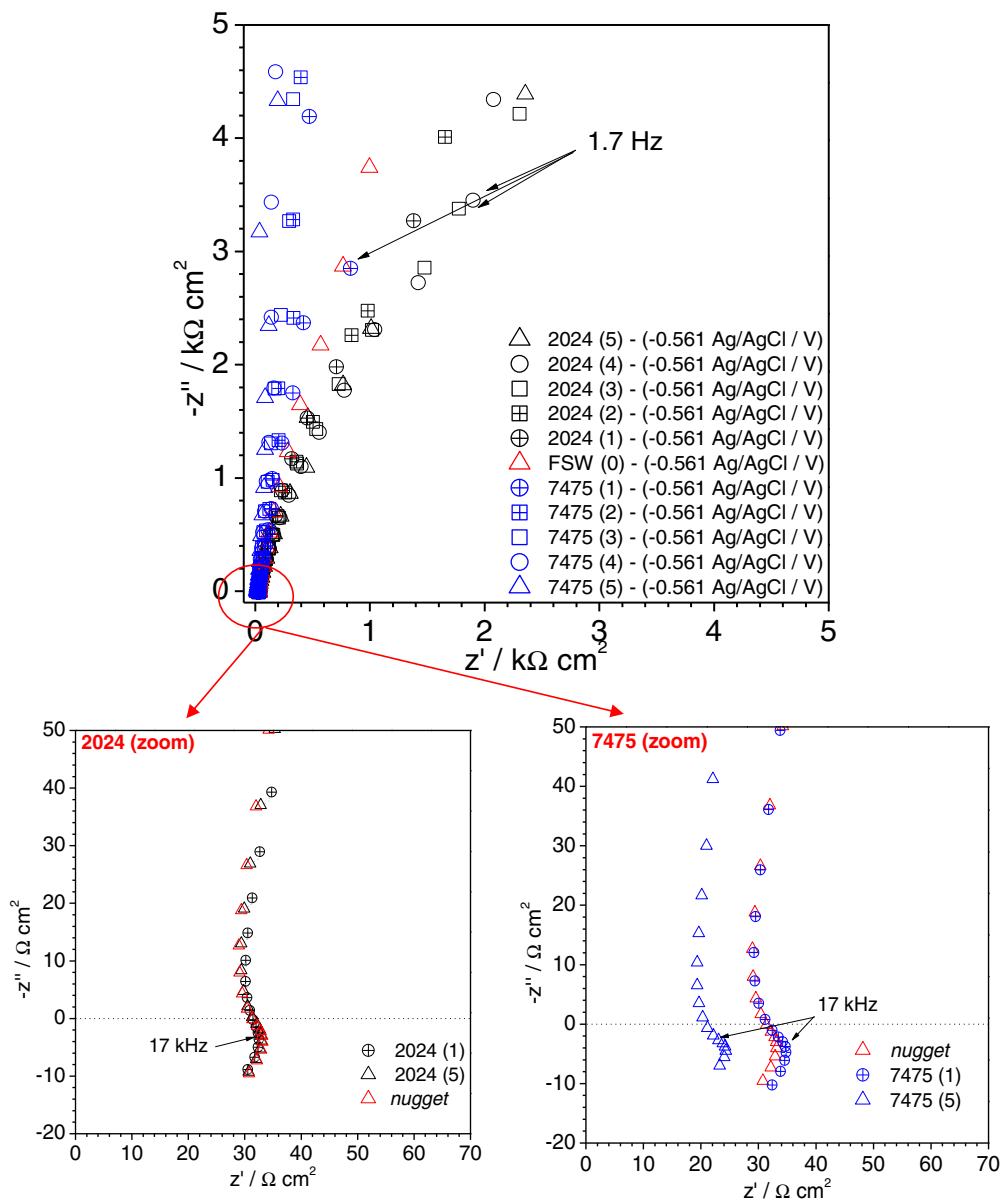 5
4
3
2
1
0
-z'' / kΩ cm²
1.7 Hz
2024 (5) - (-0.561 Ag/AgCl / V)
2024 (4) - (-0.561 Ag/AgCl / V)
2024 (3) - (-0.561 Ag/AgCl / V)
2024 (2) - (-0.561 Ag/AgCl / V)
2024 (1) - (-0.561 Ag/AgCl / V)
FSW (0) - (-0.561 Ag/AgCl / V)
7475 (1) - (-0.561 Ag/AgCl / V)
7475 (2) - (-0.561 Ag/AgCl / V)
7475 (3) - (-0.561 Ag/AgCl / V)
7475 (4) - (-0.561 Ag/AgCl / V)
7475 (5) - (-0.561 Ag/AgCl / V)
0 1 2 3 4 5
z' / kΩ cm²
2024 (zoom)
50
40
30
20
10
0
-10
-20
-z'' / Ω cm²
17 kHz
2024 (1)
2024 (5)
nugget
0 10 20 30 40 50 60 70
z' / Ω cm²
7475 (zoom)
50
40
30
20
10
0
-10
-20
-z'' / Ω cm²
17 kHz
nugget
7475 (1)
7475 (5)
0 10 20 30 40 50 60 70
z' / Ω cm²